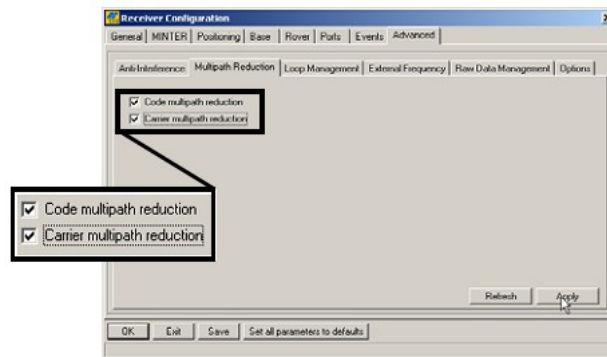 Receiver Configuration
General MINTER Positioning Base Rover Ports Events Advanced
Anti-Interference Multipath Reduction Loop Management External Frequency Raw Data Management Options
Code multipath reduction
Carrier multipath reduction
Code multipath reduction
Carrier multipath reduction
Refresh Apply
OK Exit Save Set all parameters to defaults